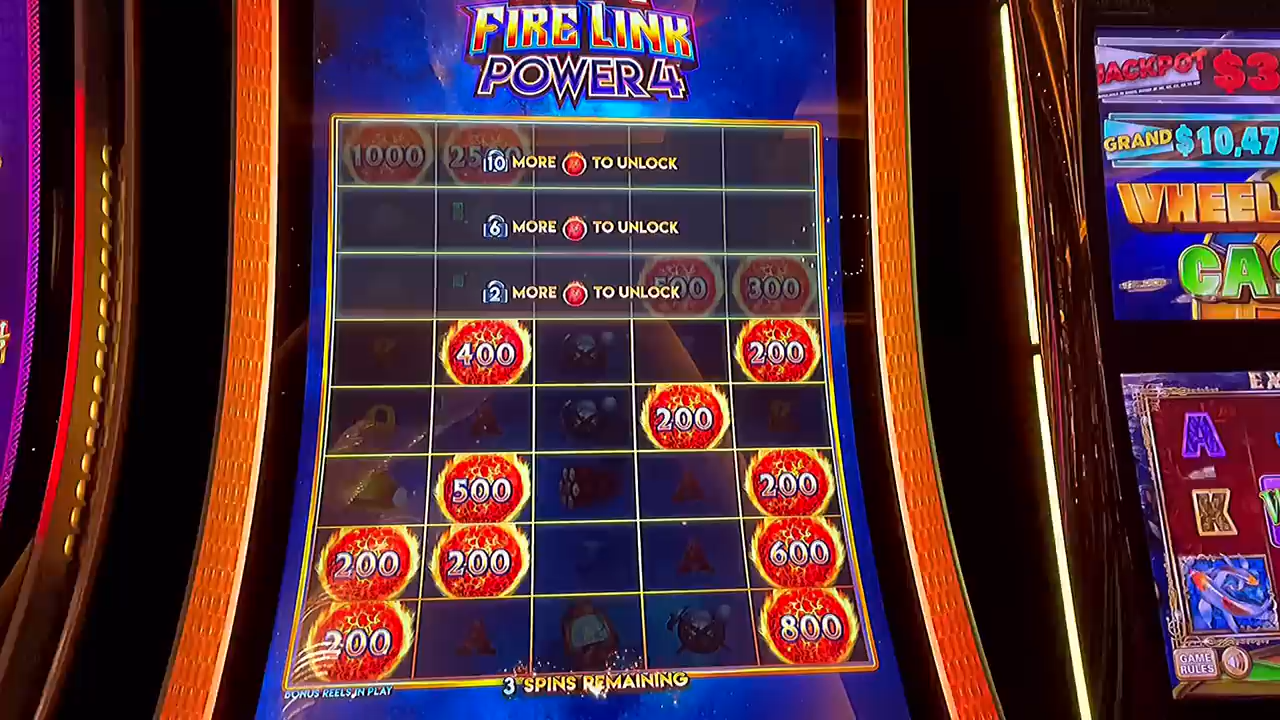 FIRE LINK
POWER 4
1000
10 MORE TO UNLOCK
6 MORE TO UNLOCK
2 MORE TO UNLOCK
300
400 200
200
500 200
200 200 600
200 800
3 SPINS REMAINING
BONUS REELS IN PLAY
JACKPOT $3
GRAND $10,47
WHEEL
CA
EX
A
K
GAME
RULES